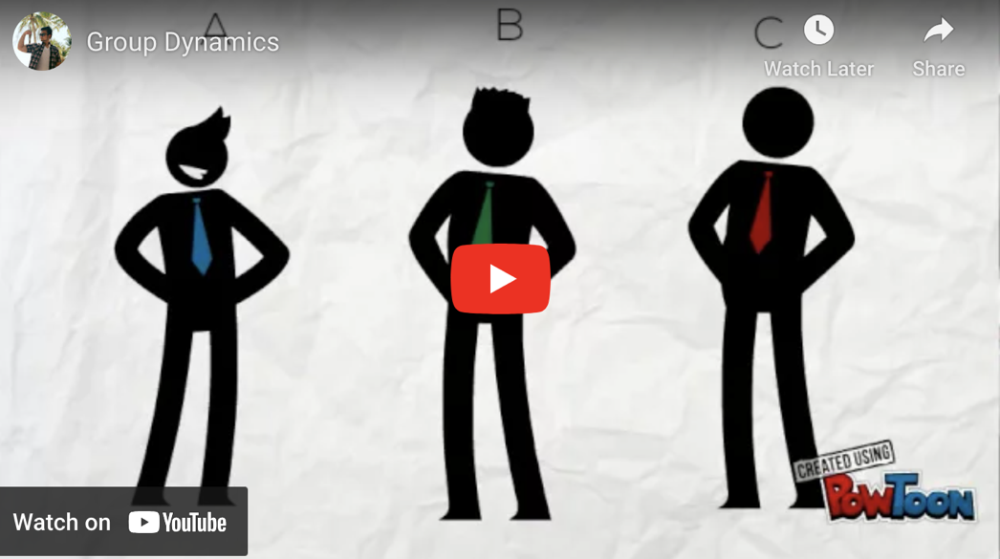 A
B
C
Group Dynamics
Watch Later
Share
CREATED USING
POWTOON
Watch on YouTube